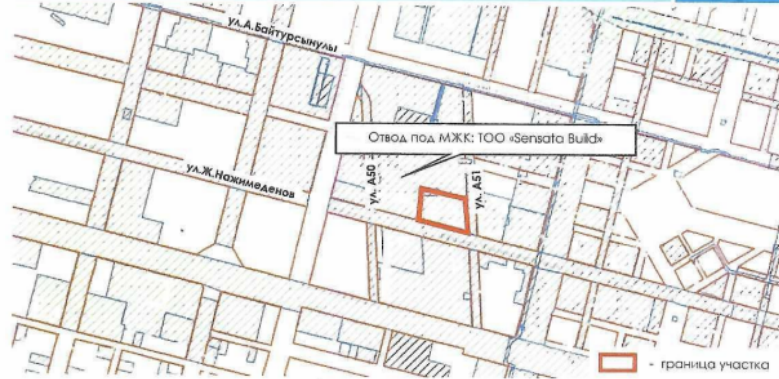 ул.А.Байтурсынулы
Отвод под МЖК: ТОО «Sensata Build»
ул.Ж.Нажимеденов
ул. А50
ул. А51
- граница участка